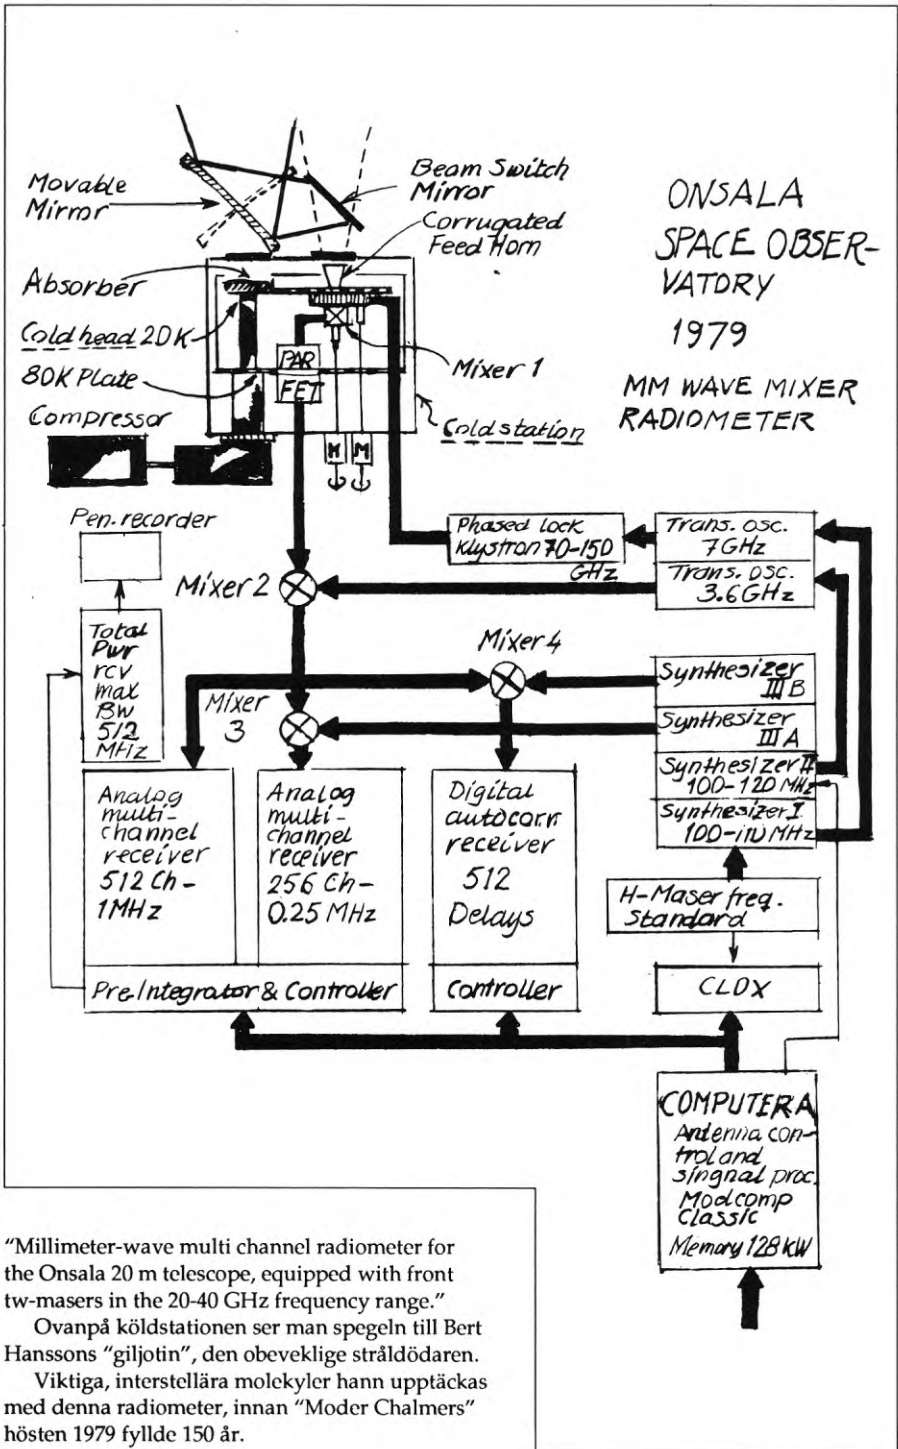 ONSALA
SPACE OBSER-
VATORY
1979
MM WAVE MIXER
RADIOMETER
Movable
Mirror
Beam Switch
Mirror
Corrugated
Feed Horn
Absorber
Cold head 20K
80K Plate
Compressor
PAR
FET
Mixer 1
Cold station
H
M
Pen. recorder
Phased lock
Klystron 70-150
GHz
Trans. osc.
7GHz
Trans. osc.
3.6GHz
Mixer 2
Total
Pwr
rcv
max
BW
512
MHz
Mixer 4
Mixer
3
Synthesizer
III B
Synthesizer
III A
Synthesizer II
100-120 MHz
Synthesizer I
100-110 MHz
Analog
multi-
channel
receiver
512 Ch-
1MHz
Analog
multi-
channel
receiver
256 Ch-
0.25 MHz
Digital
autocorr
receiver
512
Delays
H-Maser freq.
standard
Pre.Integrator & Controller
Controller
CLOX
COMPUTER A
Antenna con-
trol and
singnal proc.
Modcomp
Classic
Memory 128 kW
"Millimeter-wave multi channel radiometer for
the Onsala 20 m telescope, equipped with front
tw-masers in the 20-40 GHz frequency range."
Ovanpå köldstationen ser man spegeln till Bert
Hanssons "giljotin", den obeveklige stråldödaren.
Viktiga, interstellära molekyler hann upptäckas
med denna radiometer, innan "Moder Chalmers"
hösten 1979 fyllde 150 år.